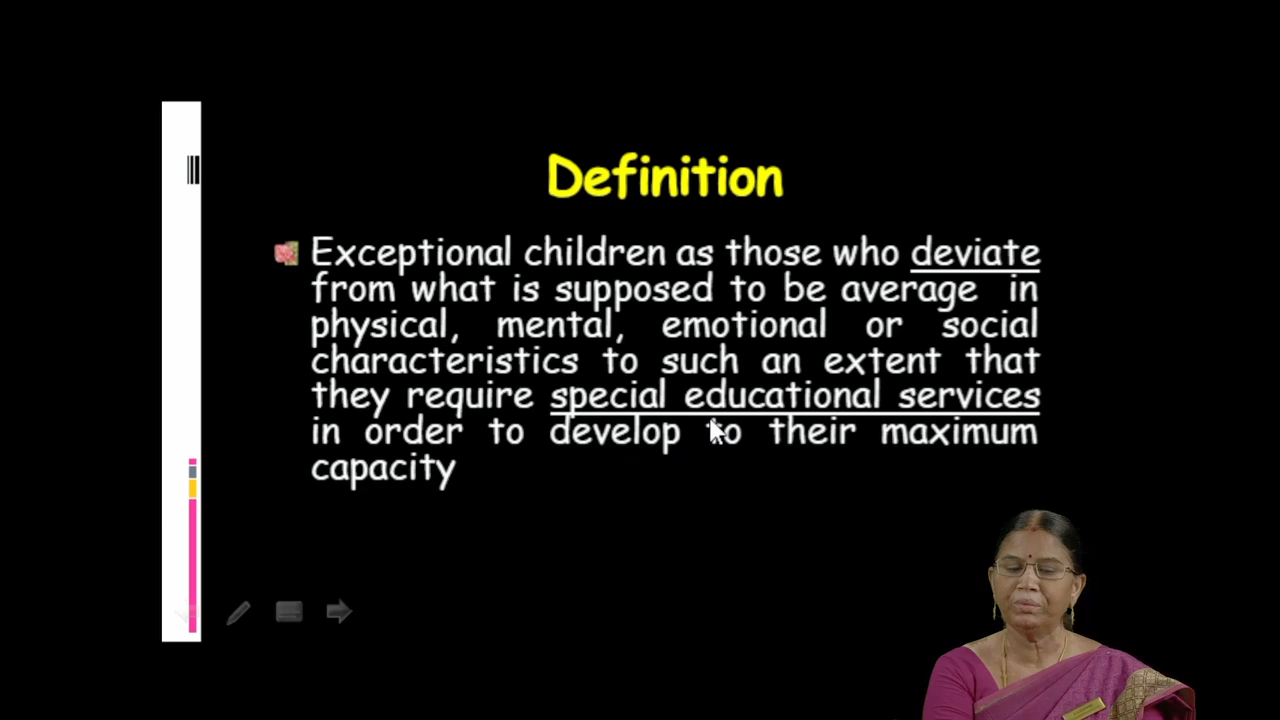 Definition
Exceptional children as those who deviate
from what is supposed to be average in
physical, mental, emotional or social
characteristics to such an extent that
they require special educational services
in order to develop to their maximum
capacity